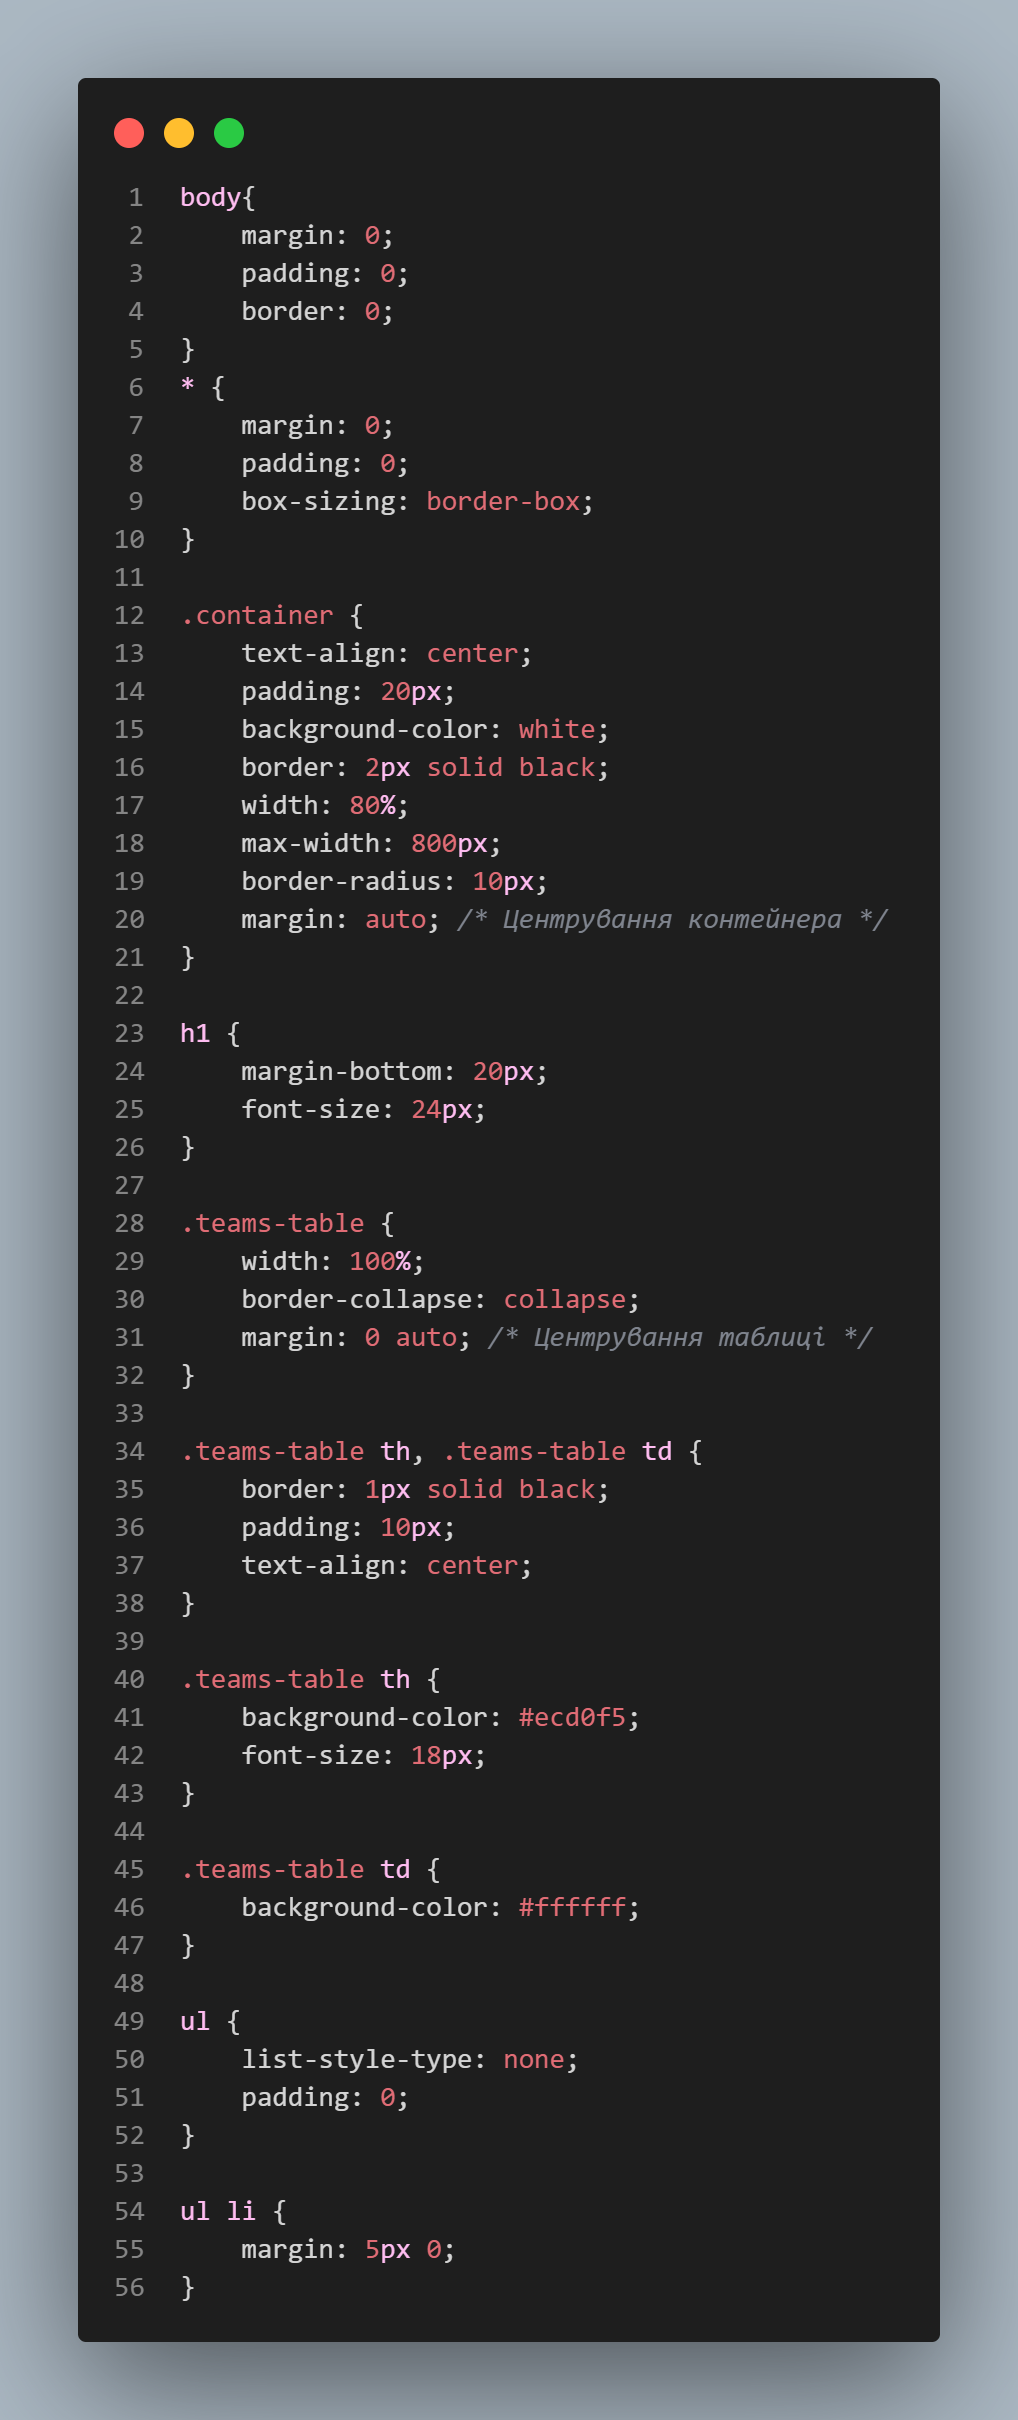 1 body{
2     margin: 0;
3     padding: 0;
4     border: 0;
5 }
6 * {
7     margin: 0;
8     padding: 0;
9     box-sizing: border-box;
10 }
11
12 .container {
13     text-align: center;
14     padding: 20px;
15     background-color: white;
16     border: 2px solid black;
17     width: 80%;
18     max-width: 800px;
19     border-radius: 10px;
20     margin: auto; /* Центрування контейнера */
21 }
22
23 h1 {
24     margin-bottom: 20px;
25     font-size: 24px;
26 }
27
28 .teams-table {
29     width: 100%;
30     border-collapse: collapse;
31     margin: 0 auto; /* Центрування таблиці */
32 }
33
34 .teams-table th, .teams-table td {
35     border: 1px solid black;
36     padding: 10px;
37     text-align: center;
38 }
39
40 .teams-table th {
41     background-color: #ecd0f5;
42     font-size: 18px;
43 }
44
45 .teams-table td {
46     background-color: #ffffff;
47 }
48
49 ul {
50     list-style-type: none;
51     padding: 0;
52 }
53
54 ul li {
55     margin: 5px 0;
56 }